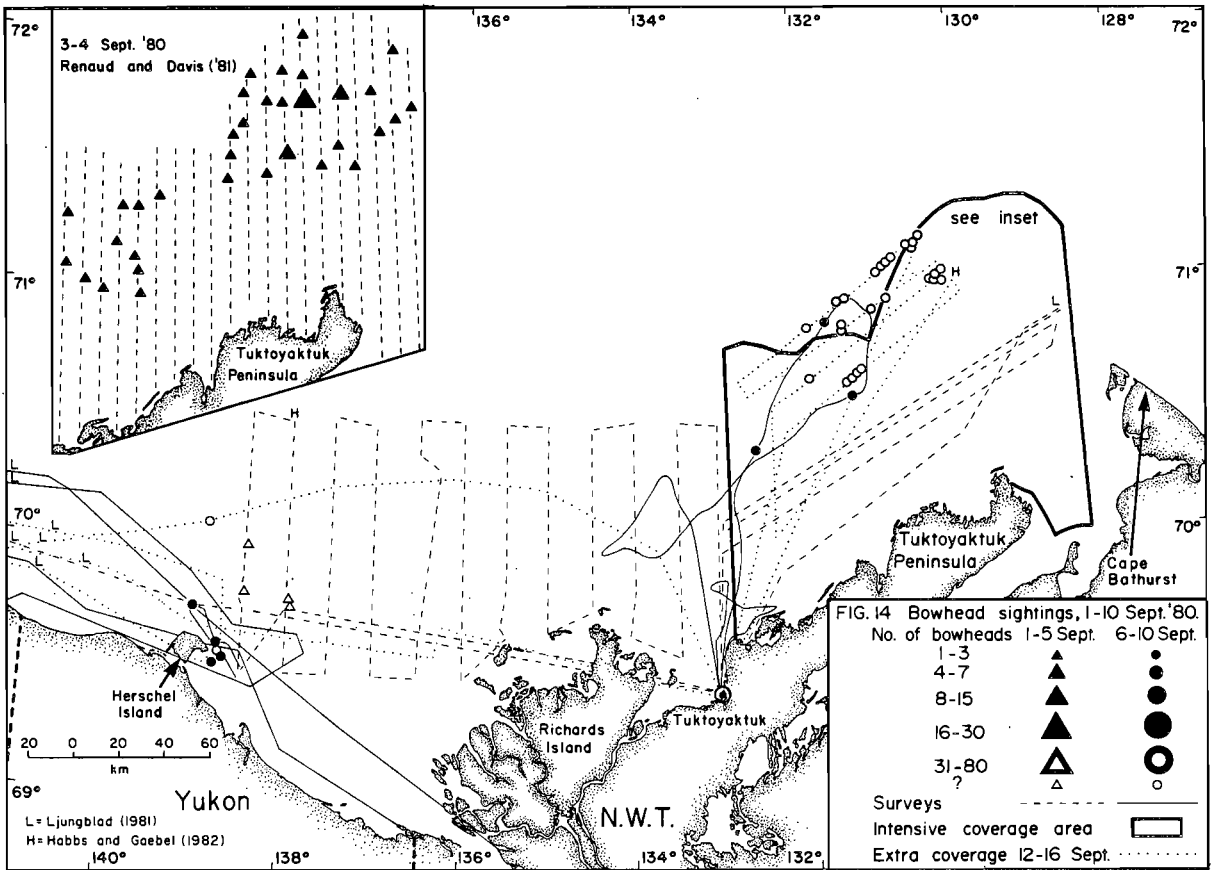 136°
130°
128°
72°
72°
3-4 Sept. '80
Renaud and Davis ('81)
Tuktoyaktuk
Peninsula
see inset
H
L
71°
71°
H
L
L
L
L
L
70°
70°
Tuktoyaktuk
Peninsula
Cape
Bathurst
Herschel
Island
Richards
Island
Tuktoyaktuk
20 0 20 40 60
km
Yukon
N.W.T.
69°
L= Ljungblad (1981)
H= Hobbs and Goebel (1982)
140°
138°
136°
134°
132°
FIG. 14 Bowhead sightings, 1-10 Sept. '80.
No. of bowheads 1-5 Sept. 6-10 Sept.
1-3
4-7
8-15
16-30
31-80
?
Surveys
Intensive coverage area
Extra coverage 12-16 Sept.